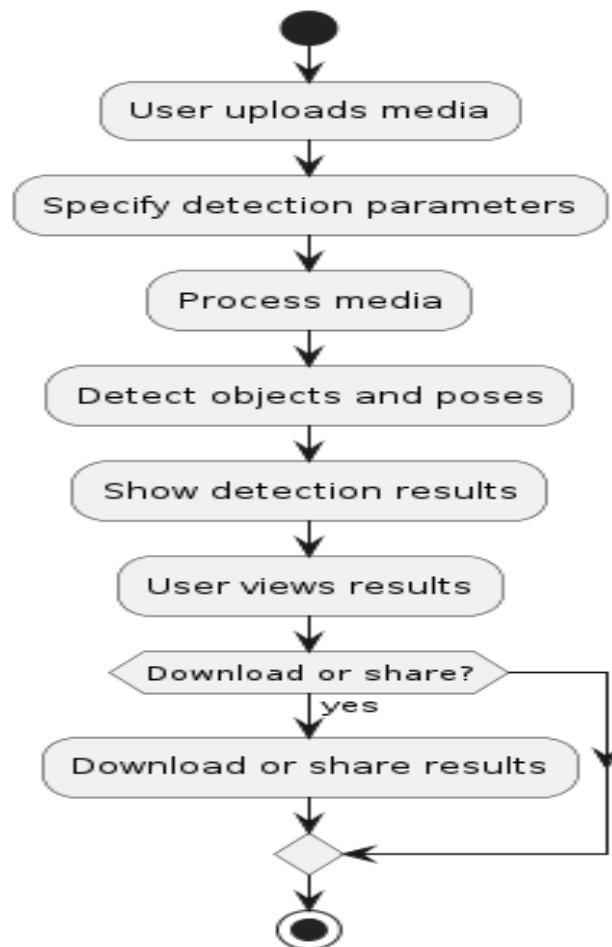 User uploads media
Specify detection parameters
Process media
Detect objects and poses
Show detection results
User views results
Download or share?
yes
Download or share results